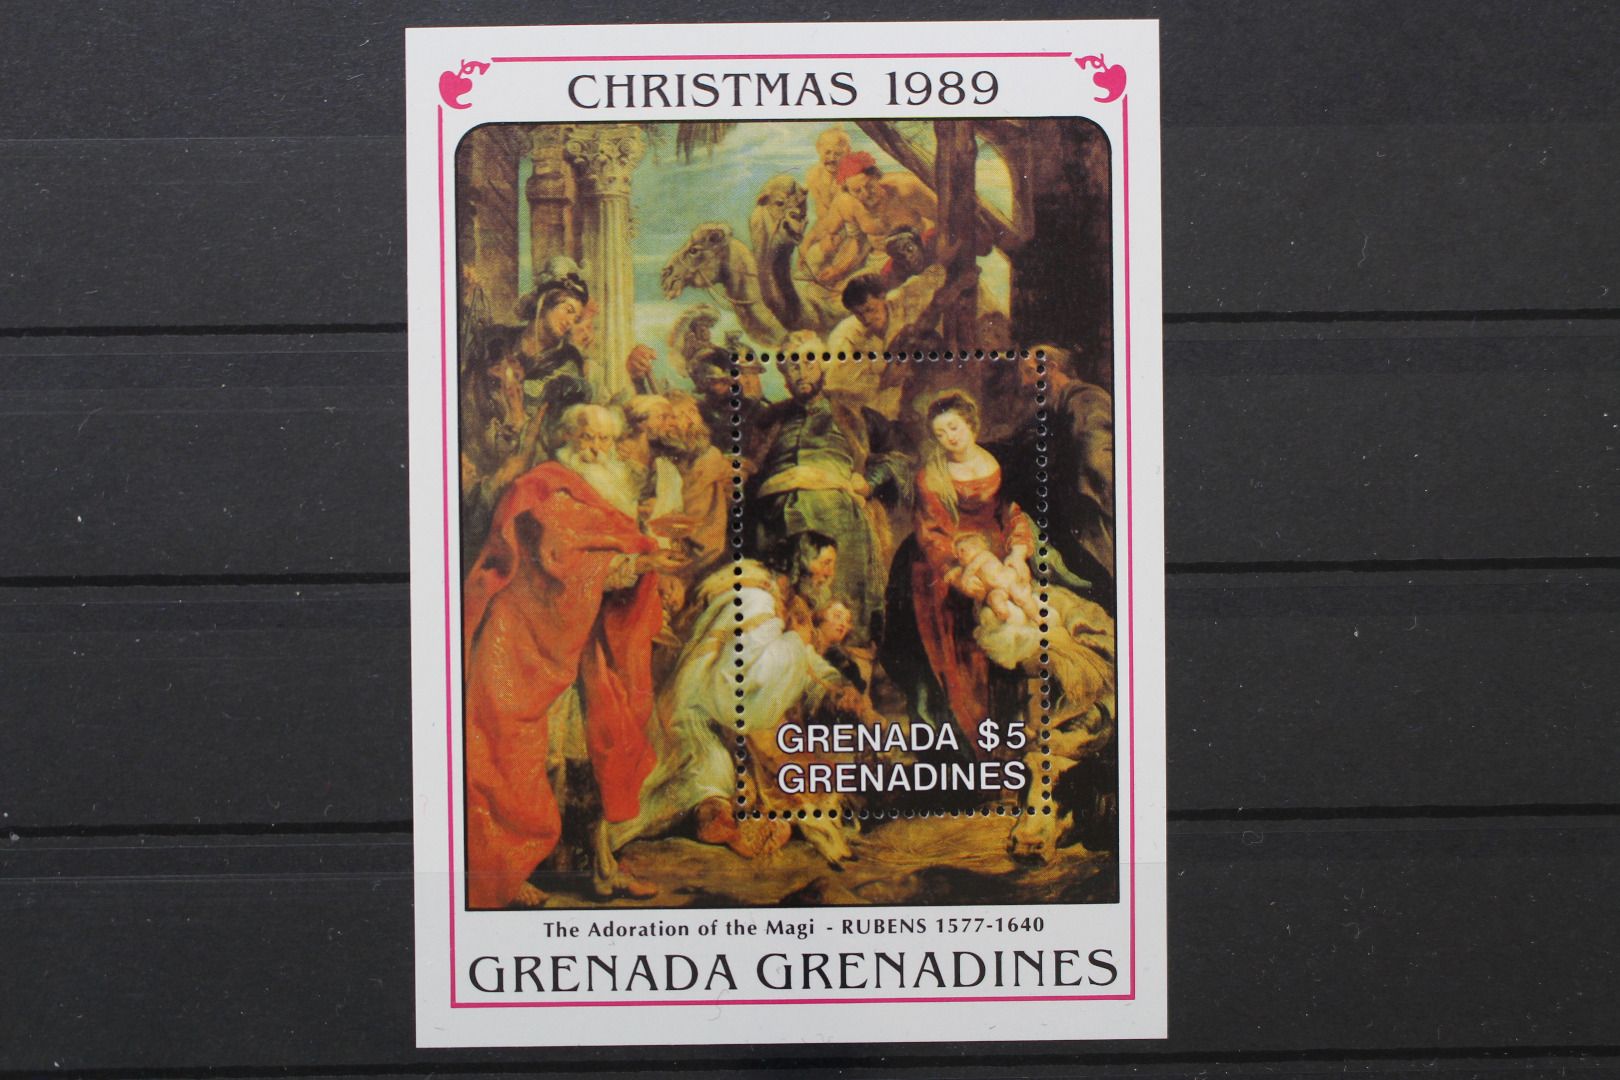 CHRISTMAS 1989
GRENADA $5
GRENADINES
The Adoration of the Magi - RUBENS 1577-1640
GRENADA GRENADINES